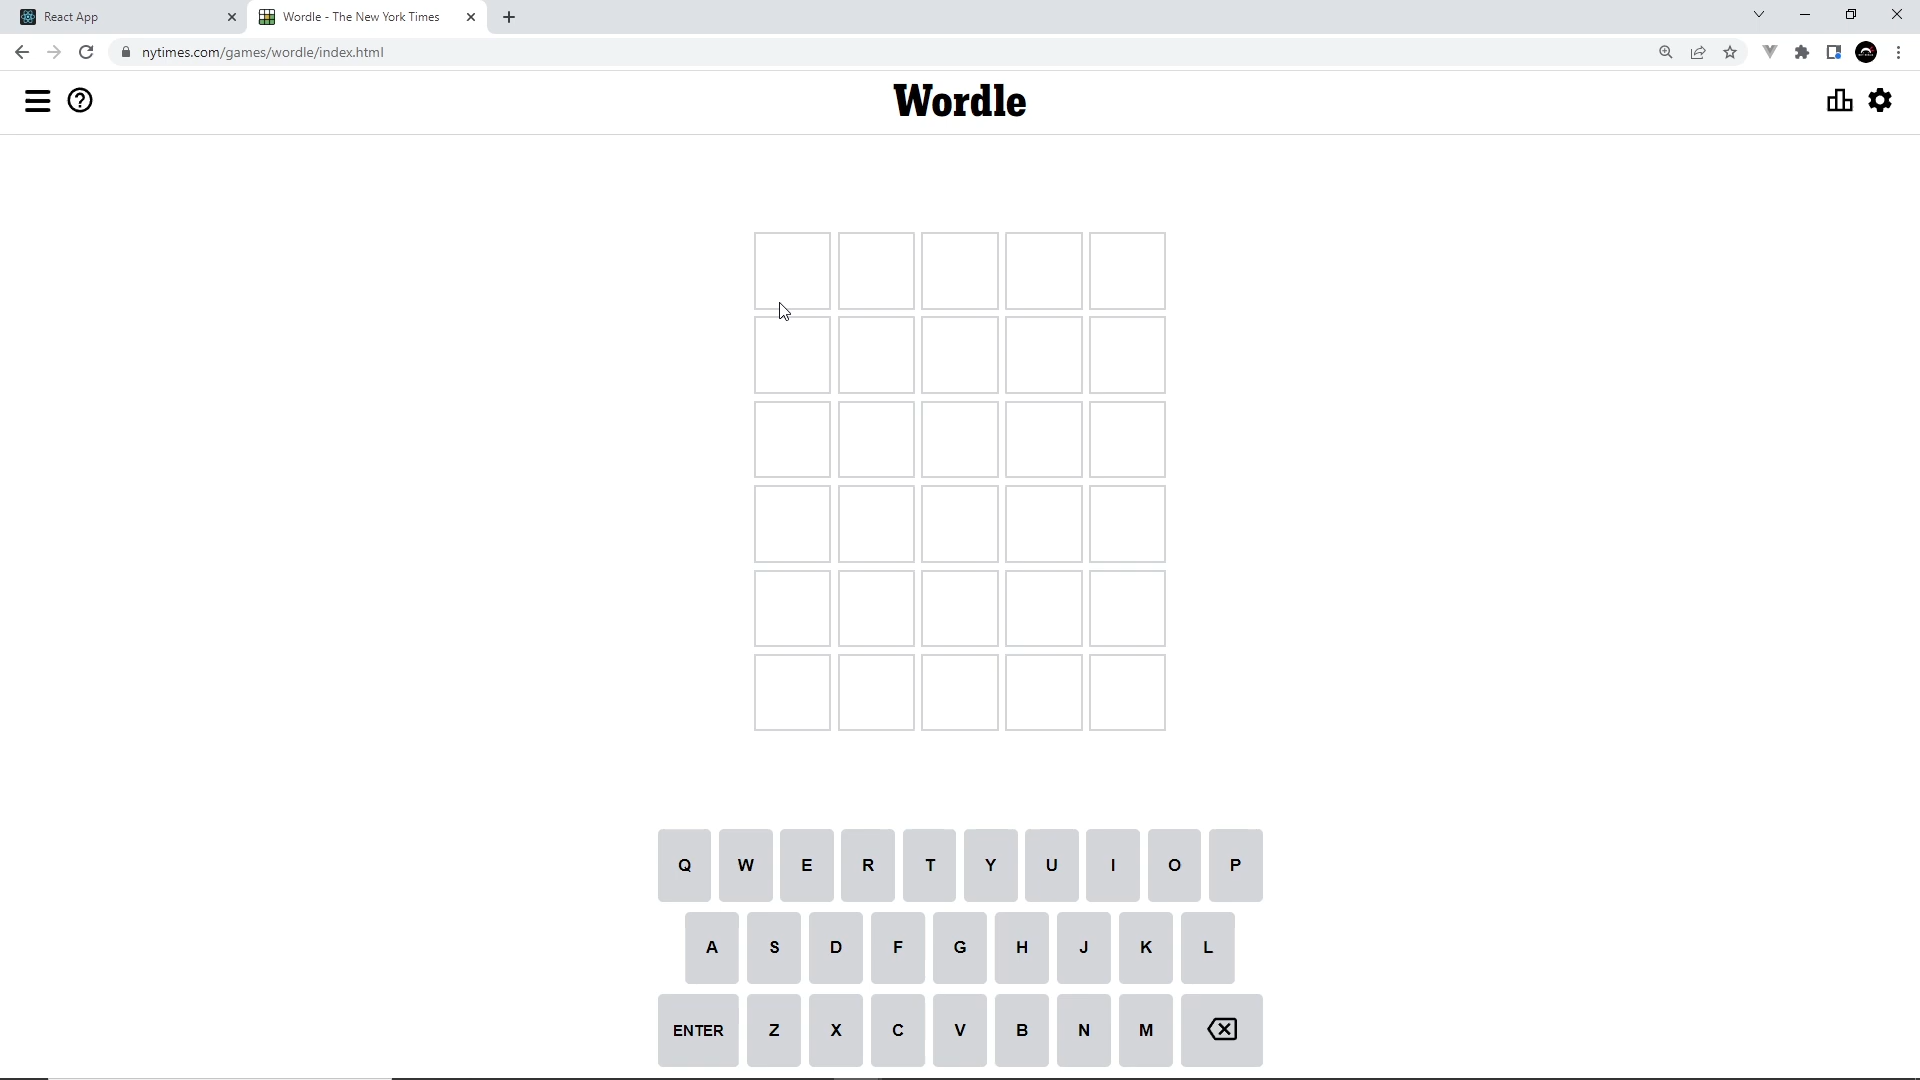 React App
Wordle - The New York Times
nytimes.com/games/wordle/index.html
Wordle
Q W E R T Y U I O P
A S D F G H J K L
ENTER Z X C V B N M